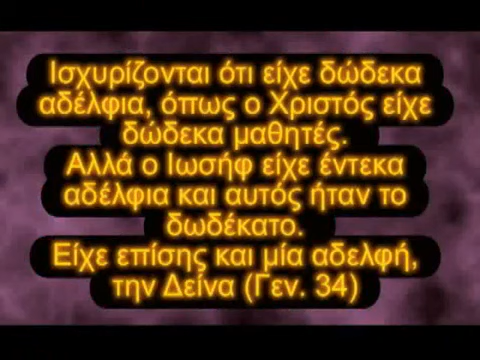 Ισχυρίζονται ότι είχε δώδεκα
αδέλφια, όπως ο Χριστός είχε
δώδεκα μαθητές.
Αλλά ο Ιωσήφ είχε έντεκα
αδέλφια και αυτός ήταν το
δωδέκατο.
Είχε επίσης και μία αδελφή,
την Δείνα (Γεν. 34)